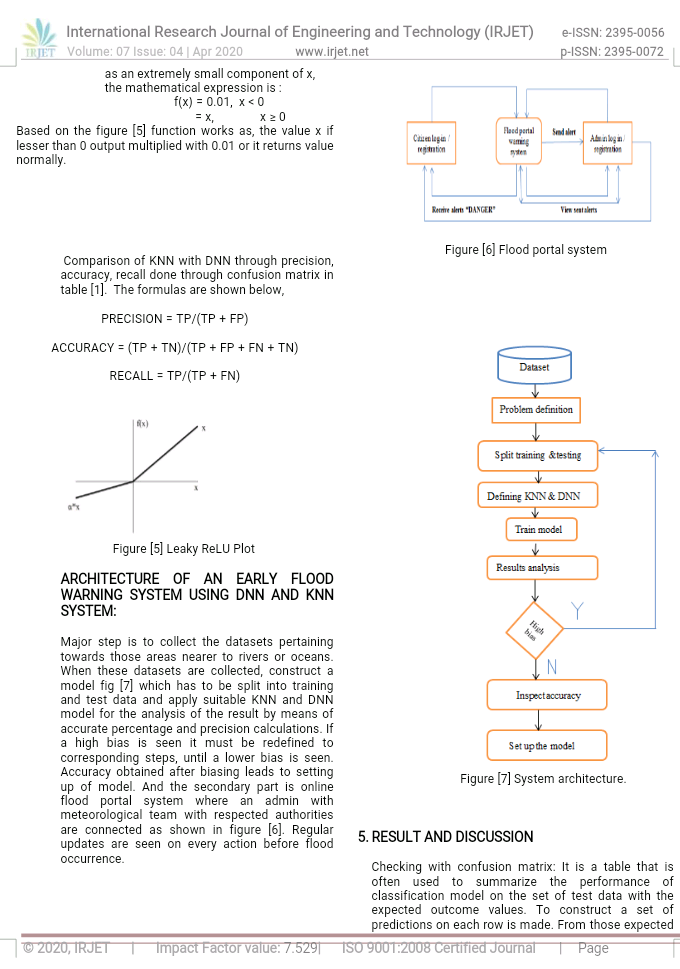 International Research Journal of Engineering and Technology (IRJET) e-ISSN: 2395-0056
IRJET Volume: 07 Issue: 04 | Apr 2020 www.irjet.net p-ISSN: 2395-0072
as an extremely small component of x,
the mathematical expression is :
f(x) = 0.01, x < 0
= x, x ≥ 0
Based on the figure [5] function works as, the value x if
lesser than 0 output multiplied with 0.01 or it returns value
normally.
Comparison of KNN with DNN through precision,
accuracy, recall done through confusion matrix in
table [1]. The formulas are shown below,
PRECISION = TP/(TP + FP)
ACCURACY = (TP + TN)/(TP + FP + FN + TN)
RECALL = TP/(TP + FN)
f(x)
x
x
a*x
Figure [5] Leaky ReLU Plot
ARCHITECTURE OF AN EARLY FLOOD
WARNING SYSTEM USING DNN AND KNN
SYSTEM:
Major step is to collect the datasets pertaining
towards those areas nearer to rivers or oceans.
When these datasets are collected, construct a
model fig [7] which has to be split into training
and test data and apply suitable KNN and DNN
model for the analysis of the result by means of
accurate percentage and precision calculations. If
a high bias is seen it must be redefined to
corresponding steps, until a lower bias is seen.
Accuracy obtained after biasing leads to setting
up of model. And the secondary part is online
flood portal system where an admin with
meteorological team with respected authorities
are connected as shown in figure [6]. Regular
updates are seen on every action before flood
occurrence.
Citizen log in /
registration
Flood portal
warning
system
Send alert
Admin log in /
registration
Receive alerts "DANGER"
View sent alerts
Figure [6] Flood portal system
Dataset
Problem definition
Split training & testing
Defining KNN & DNN
Train model
Results analysis
High
bias
Y
N
Inspect accuracy
Set up the model
Figure [7] System architecture.
5. RESULT AND DISCUSSION
Checking with confusion matrix: It is a table that is
often used to summarize the performance of
classification model on the set of test data with the
expected outcome values. To construct a set of
predictions on each row is made. From those expected
© 2020, IRJET | Impact Factor value: 7.529 | ISO 9001:2008 Certified Journal | Page